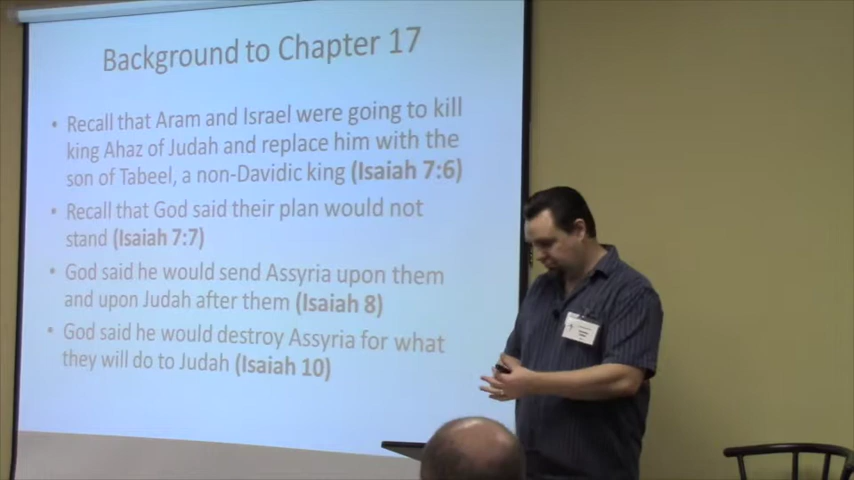 Background to Chapter 17
• Recall that Aram and Israel were going to kill
king Ahaz of Judah and replace him with the
son of Tabeel, a non-Davidic king (Isaiah 7:6)
• Recall that God said their plan would not
stand (Isaiah 7:7)
• God said he would send Assyria upon them
and upon Judah after them (Isaiah 8)
• God said he would destroy Assyria for what
they will do to Judah (Isaiah 10)